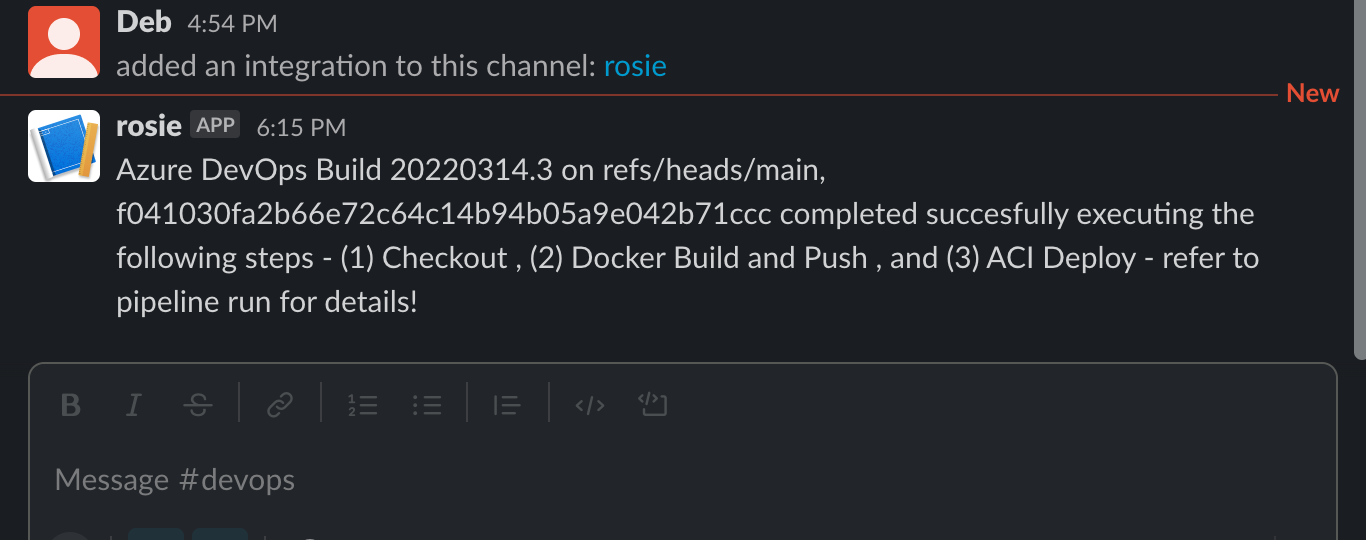 Deb 4:54 PM
added an integration to this channel: rosie
New
rosie APP 6:15 PM
Azure DevOps Build 20220314.3 on refs/heads/main,
f041030fa2b66e72c64c14b94b05a9e042b71ccc completed succesfully executing the
following steps - (1) Checkout , (2) Docker Build and Push , and (3) ACI Deploy - refer to
pipeline run for details!
Message #devops